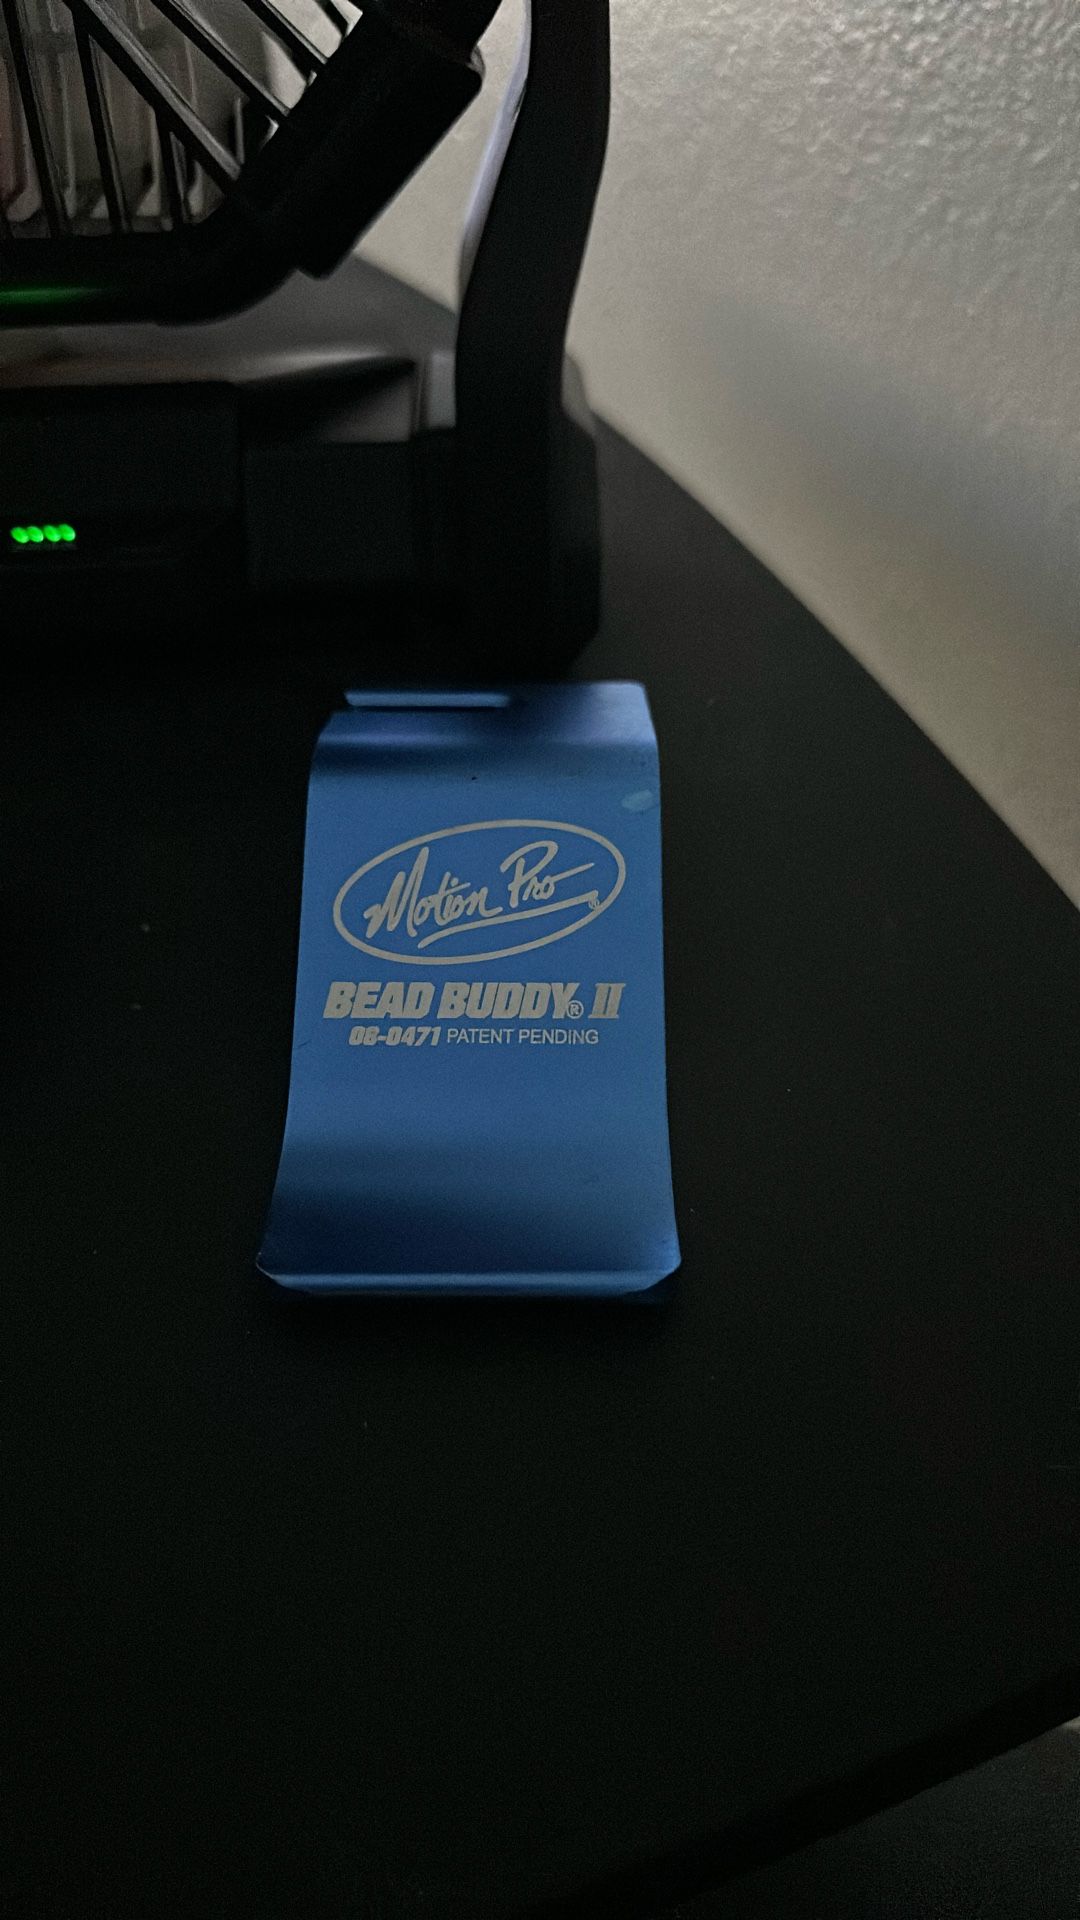 Motion Pro®
BEAD BUDDY® II
08-0471 PATENT PENDING